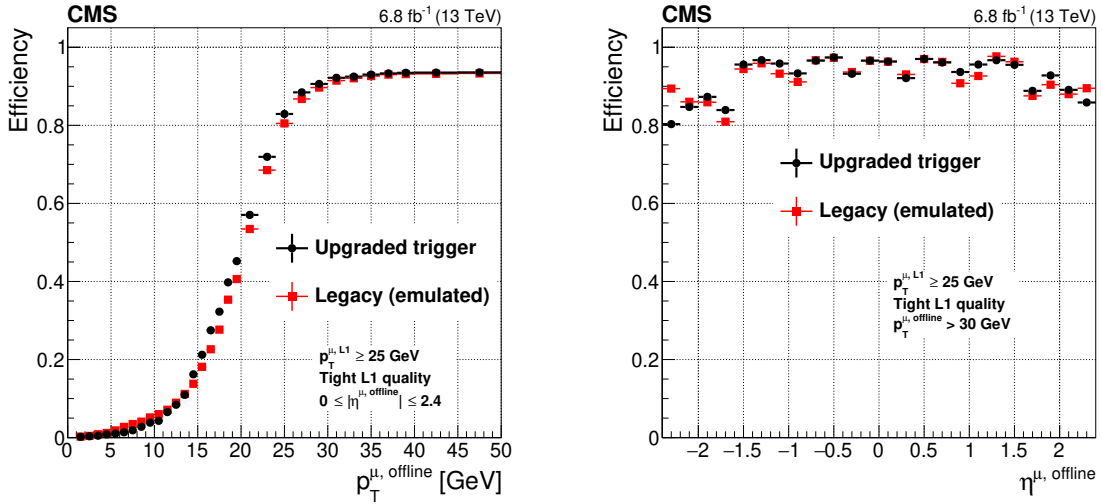 CMS
6.8 fb⁻¹ (13 TeV)
Efficiency
1
0.8
0.6
0.4
0.2
0
Upgraded trigger
Legacy (emulated)
p_T^{μ, L1} ≥ 25 GeV
Tight L1 quality
0 ≤ |η^{μ, offline}| ≤ 2.4
0 5 10 15 20 25 30 35 40 45 50
p_T^{μ, offline} [GeV]
CMS
6.8 fb⁻¹ (13 TeV)
Efficiency
1
0.8
0.6
0.4
0.2
0
Upgraded trigger
Legacy (emulated)
p_T^{μ, L1} ≥ 25 GeV
Tight L1 quality
p_T^{μ, offline} > 30 GeV
−2 −1.5 −1 −0.5 0 0.5 1 1.5 2
η^{μ, offline}